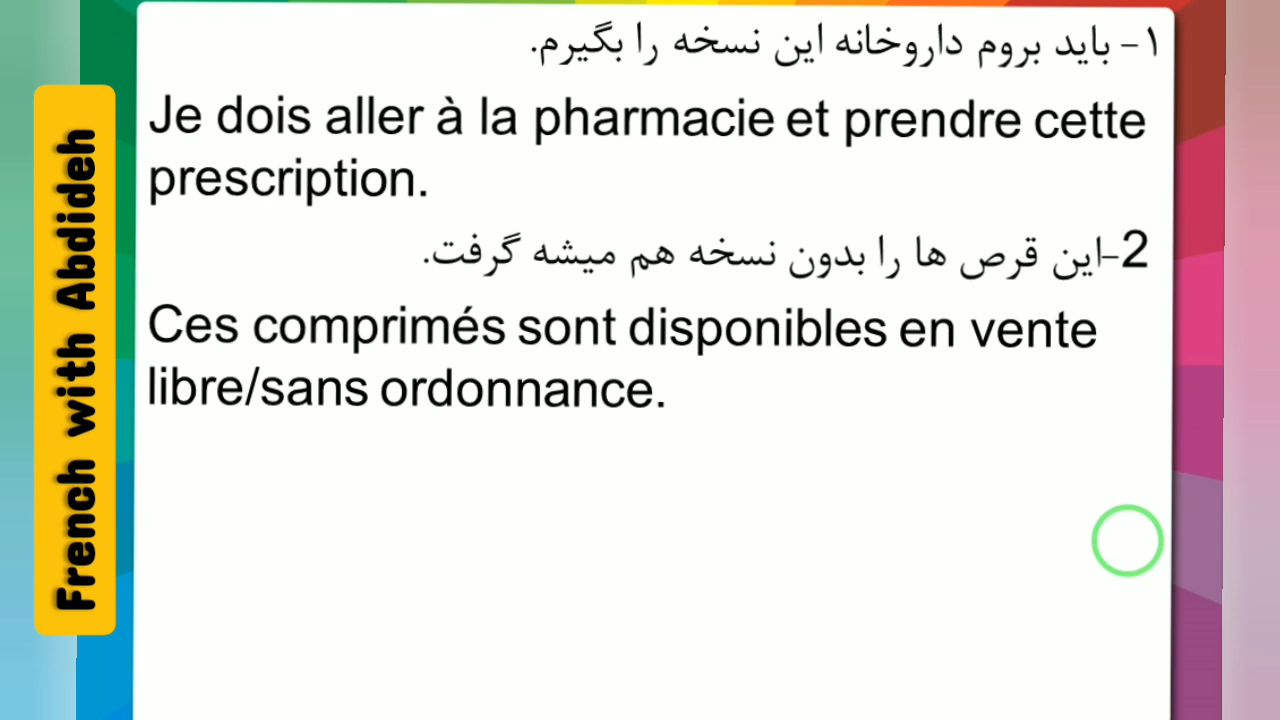 ۱- باید بروم داروخانه این نسخه را بگیرم.
Je dois aller à la pharmacie et prendre cette
prescription.
2-این قرص ها را بدون نسخه هم میشه گرفت.
Ces comprimés sont disponibles en vente
libre/sans ordonnance.
French with Abdideh